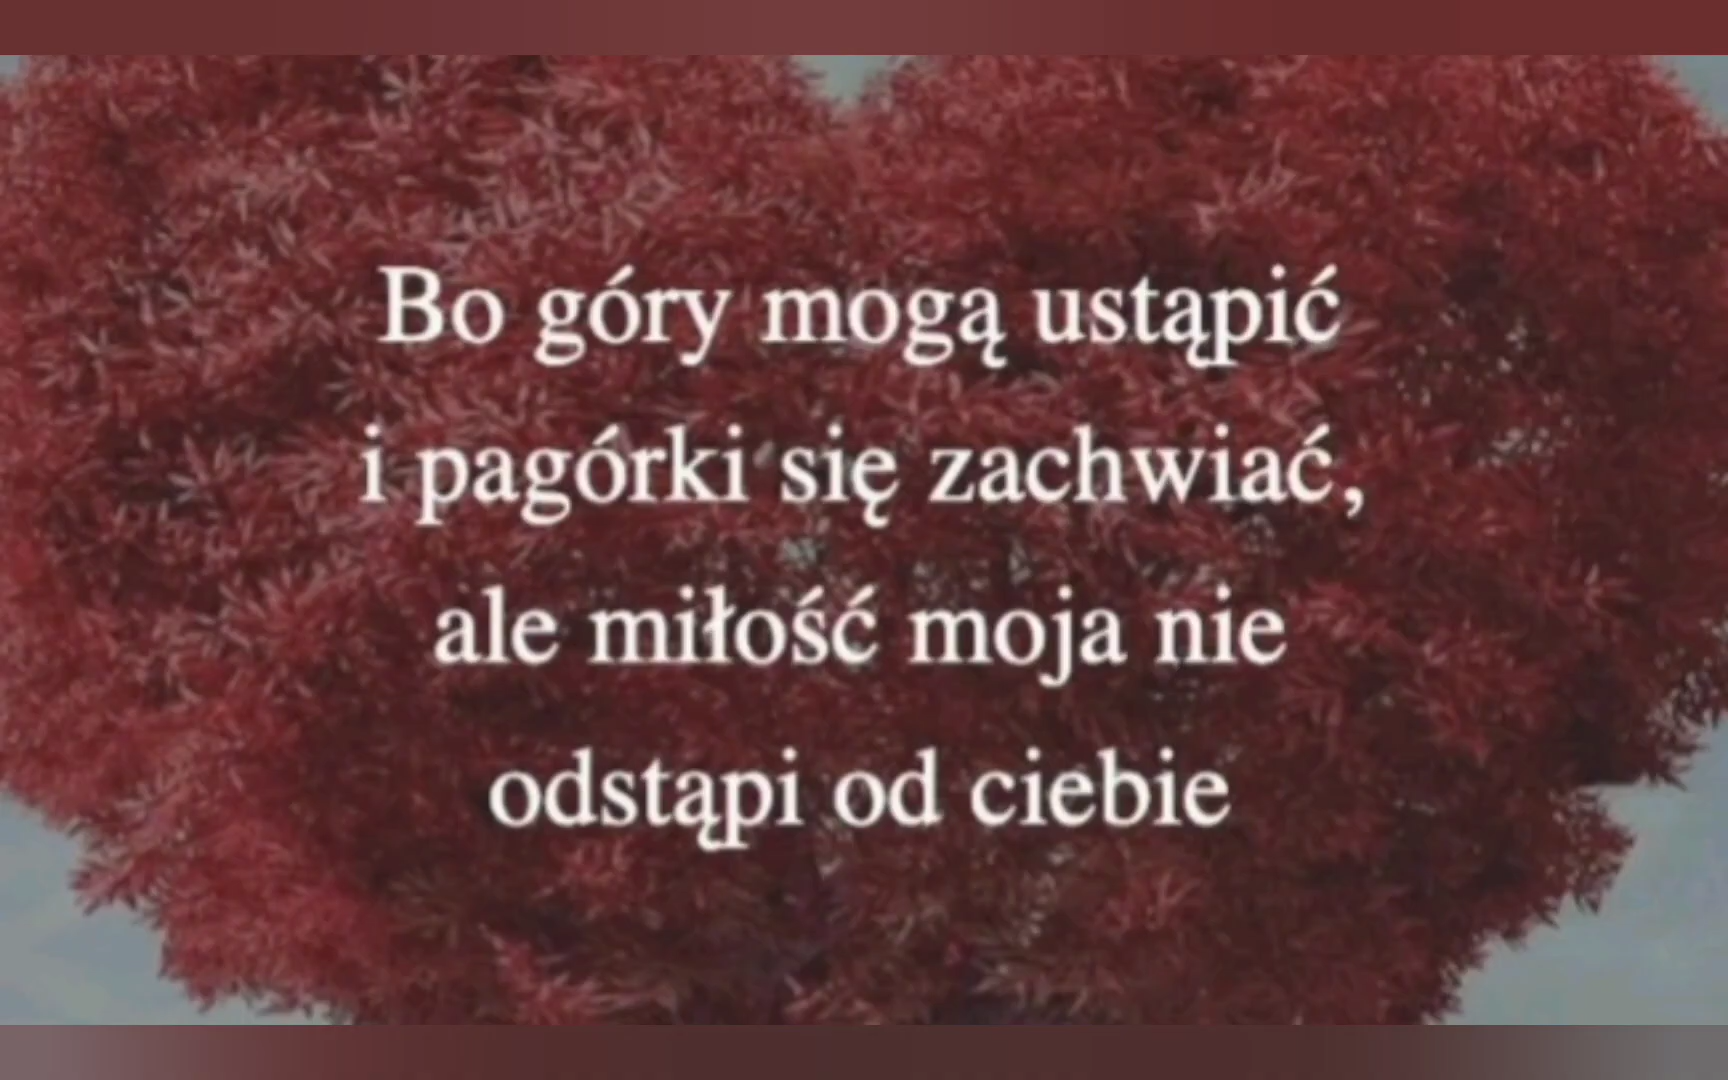 Bo góry mogą ustąpić
i pagórki się zachwiać,
ale miłość moja nie
odstąpi od ciebie